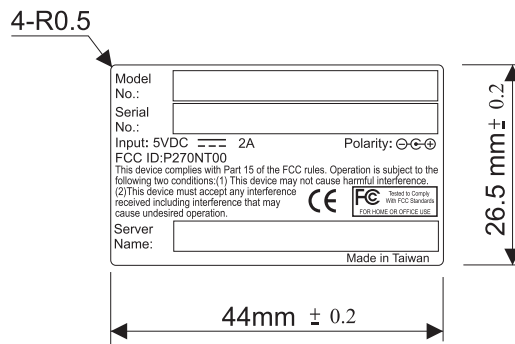 4-R0.5
Model
No.:
Serial
No.:
Input: 5VDC 2A Polarity:
FCC ID:P270NT00
This device complies with Part 15 of the FCC rules. Operation is subject to the
following two conditions:(1) This device may not cause harmful interference.
(2)This device must accept any interference
received including interference that may
cause undesired operation.
CE
FC Tested to Comply
With FCC Standards
FOR HOME OR OFFICE USE
Server
Name:
Made in Taiwan
26.5 mm± 0.2
44mm ± 0.2